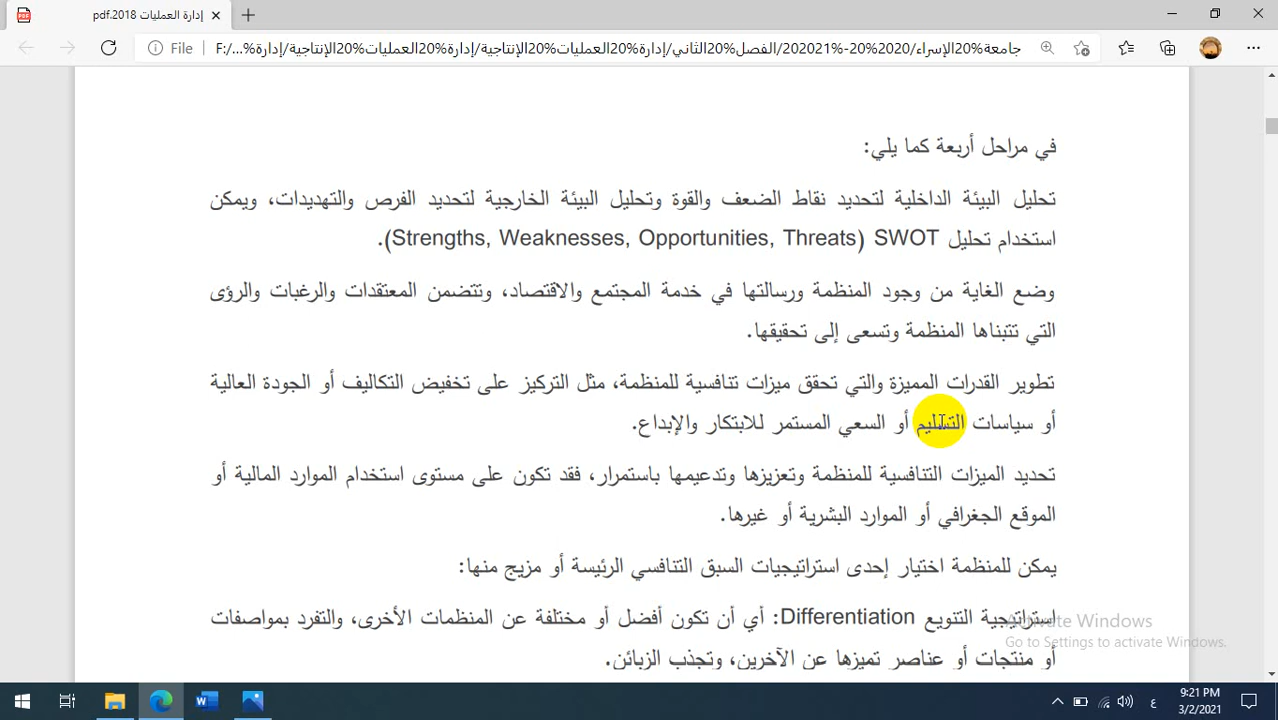 إدارة العمليات 2018.pdf
File
F:/جامعة%20الإسراء/2020%20-%202021/الفصل%20الثاني/إدارة%20العمليات%20الإنتاجية/إدارة%20العمليات%20الإنتاجية/إدارة%...
في مراحل أربعة كما يلي:
تحليل البيئة الداخلية لتحديد نقاط الضعف والقوة وتحليل البيئة الخارجية لتحديد الفرص والتهديدات، ويمكن
استخدام تحليل SWOT (Strengths, Weaknesses, Opportunities, Threats).
وضع الغاية من وجود المنظمة ورسالتها في خدمة المجتمع والاقتصاد، وتتضمن المعتقدات والرغبات والرؤى
التي تتبناها المنظمة وتسعى إلى تحقيقها.
تطوير القدرات المميزة والتي تحقق ميزات تنافسية للمنظمة، مثل التركيز على تخفيض التكاليف أو الجودة العالية
أو سياسات التسليم أو السعي المستمر للابتكار والإبداع.
تحديد الميزات التنافسية للمنظمة وتعزيزها وتدعيمها باستمرار، فقد تكون على مستوى استخدام الموارد المالية أو
الموقع الجغرافي أو الموارد البشرية أو غيرها.
يمكن للمنظمة اختيار إحدى استراتيجيات السبق التنافسي الرئيسة أو مزيج منها:
استراتيجية التنويع Differentiation: أي أن تكون أفضل أو مختلفة عن المنظمات الأخرى، والتفرد بمواصفات
أو منتجات أو عناصر تميزها عن الآخرين، وتجذب الزبائن.
Activate Windows
Go to Settings to activate Windows.
ع
9:21 PM
3/2/2021